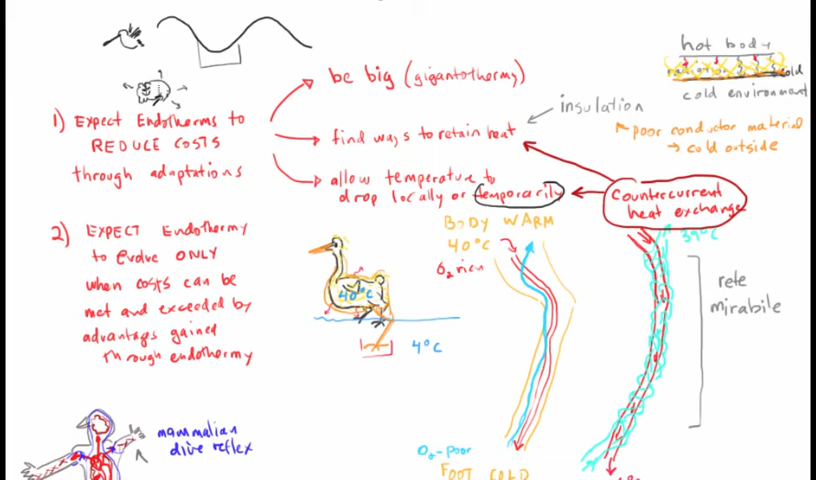 be big (gigantothermy)
1) Expect Endotherms to
REDUCE COSTS
through adaptations
find ways to retain heat
insulation
allow temperature to
drop locally or temporarily
hot body
cold
cold environment
poor conductor material
→ cold outside
Countercurrent
heat exchange
2) EXPECT Endothermy
to evolve ONLY
when costs can be
met and exceeded by
advantages gained
through endothermy
40°C
4°C
BODY WARM
40°C
O2 rich
O2-poor
FOOT COLD
39°C
rete
mirabile
mammalian
dive reflex